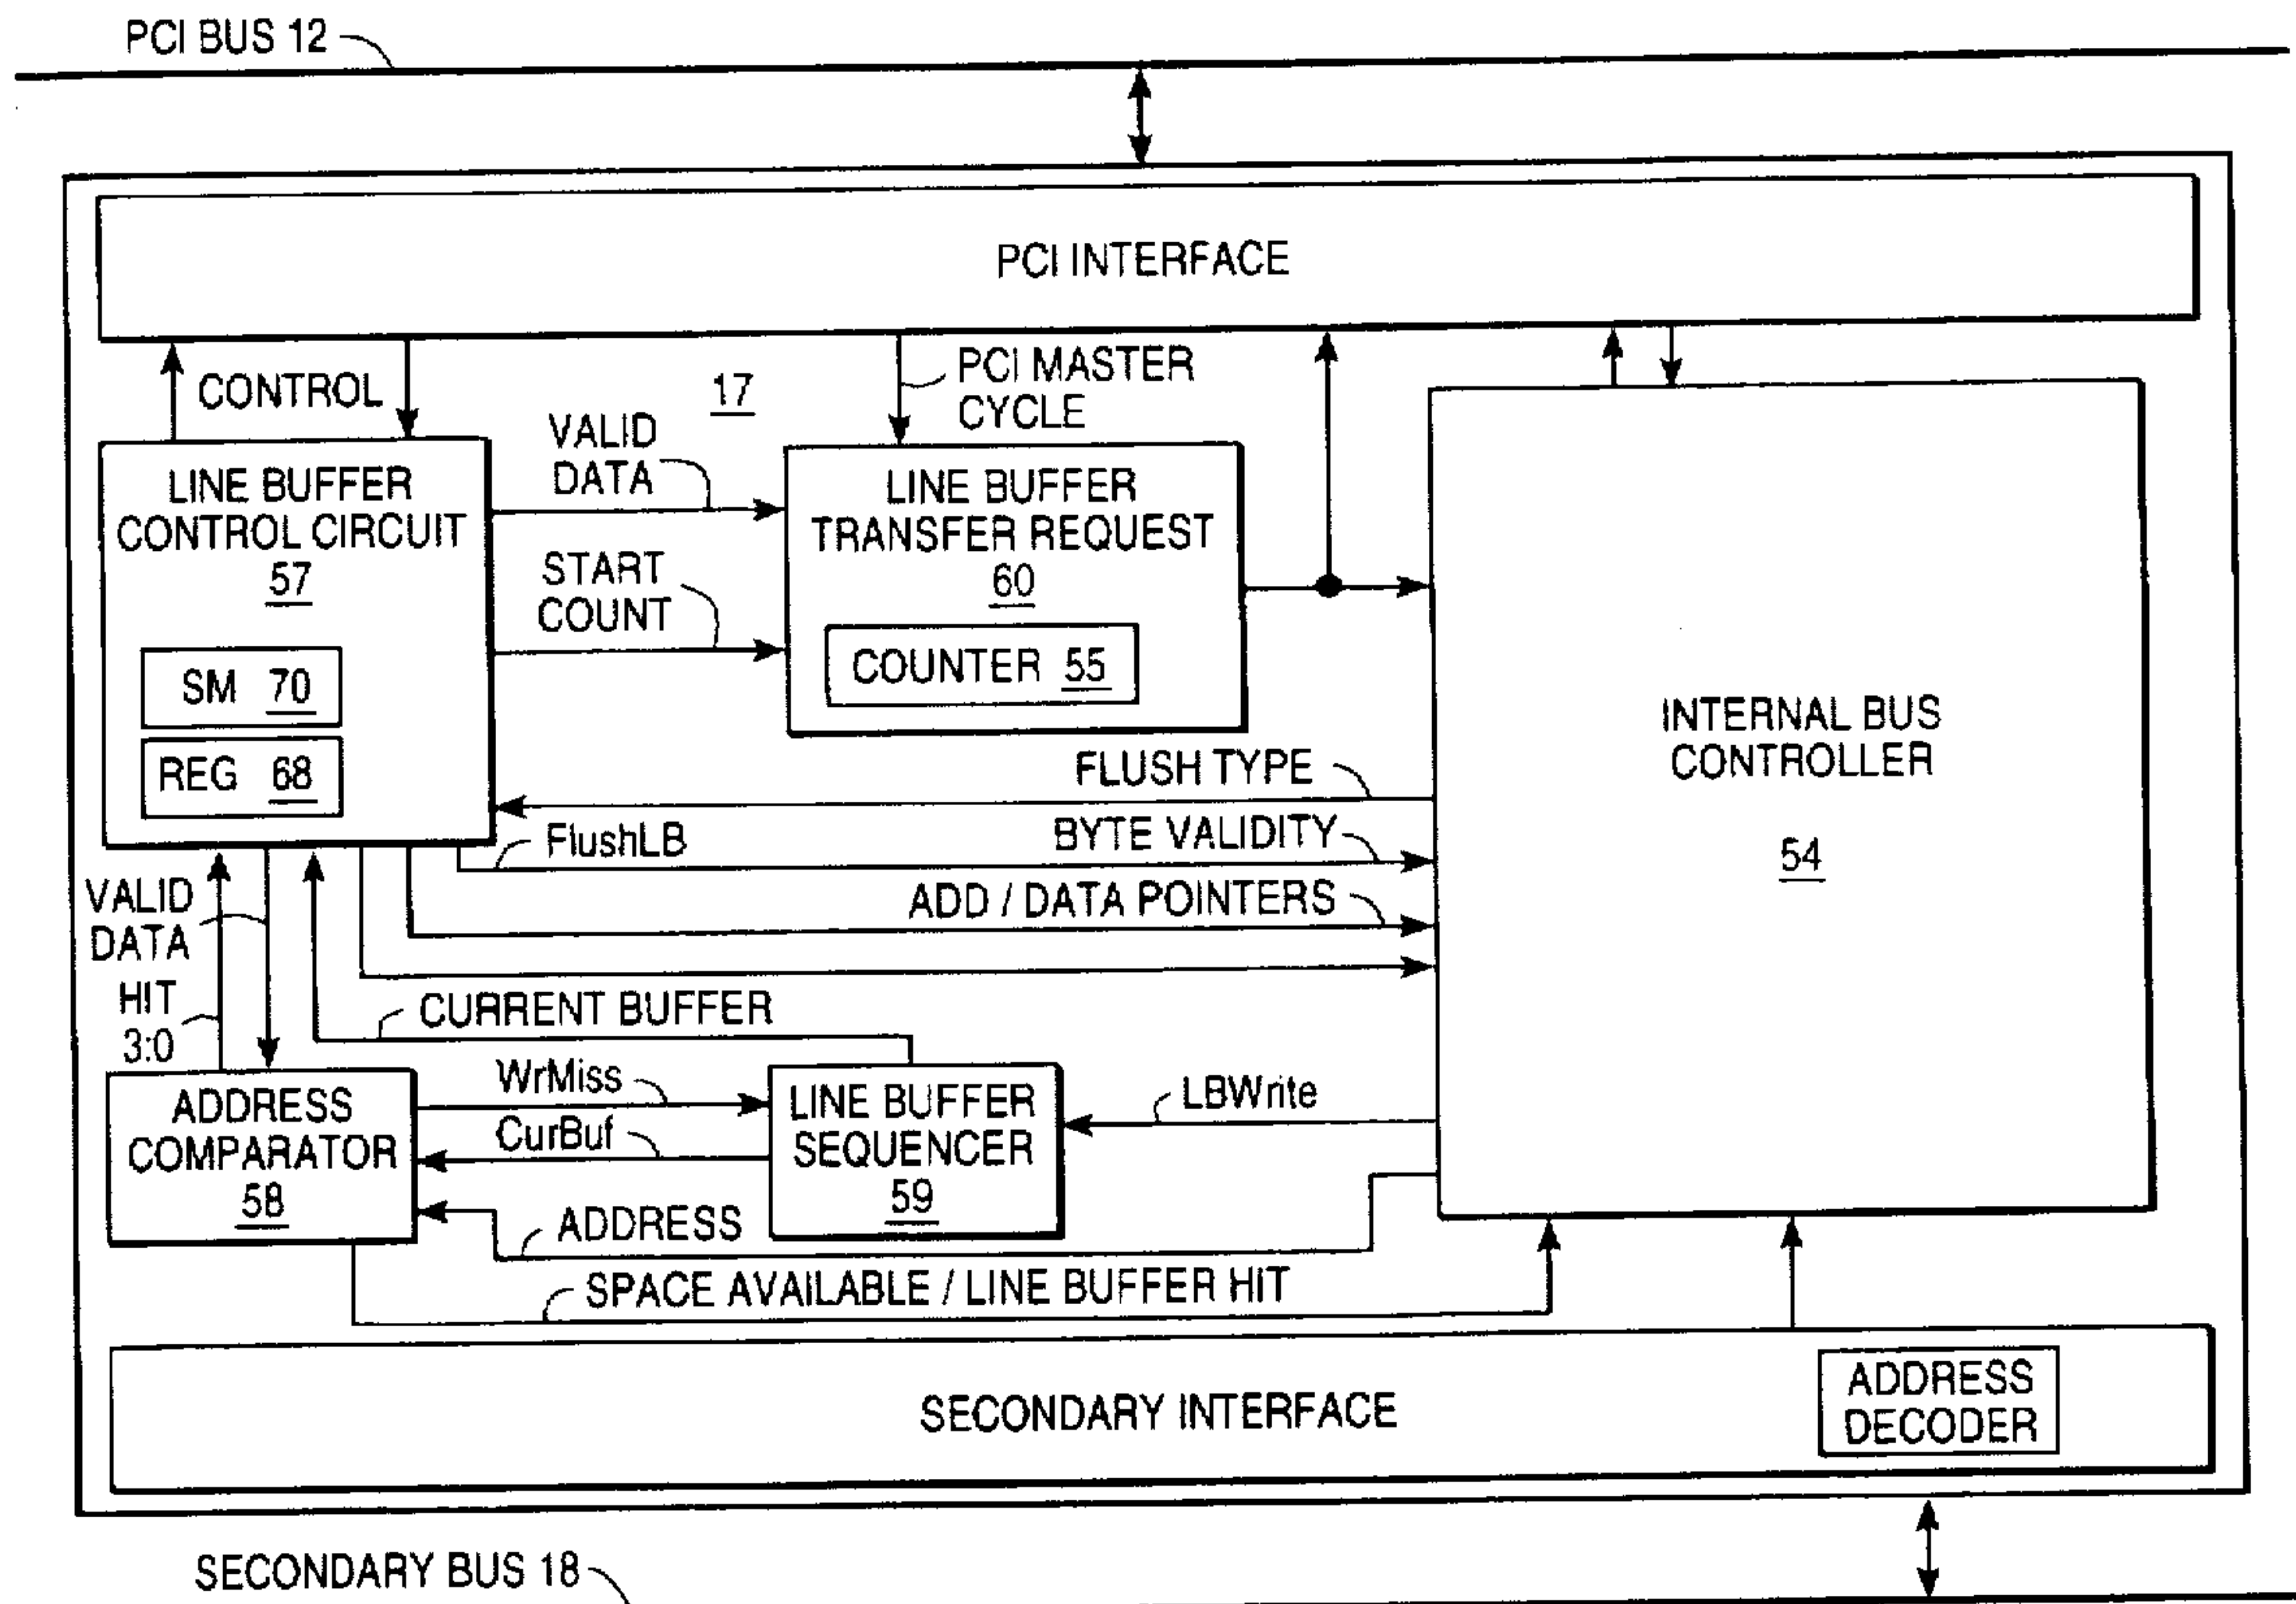 PCI BUS 12
PCI INTERFACE
CONTROL
17
PCI MASTER
CYCLE
VALID
DATA
LINE BUFFER
CONTROL CIRCUIT
57
SM 70
REG 68
START
COUNT
LINE BUFFER
TRANSFER REQUEST
60
COUNTER 55
INTERNAL BUS
CONTROLLER
54
FLUSH TYPE
FlushLB
BYTE VALIDITY
ADD / DATA POINTERS
VALID
DATA
HIT
3:0
CURRENT BUFFER
WrMiss
CurBuf
ADDRESS
COMPARATOR
58
LINE BUFFER
SEQUENCER
59
LBWrite
ADDRESS
SPACE AVAILABLE / LINE BUFFER HIT
SECONDARY INTERFACE
ADDRESS
DECODER
SECONDARY BUS 18